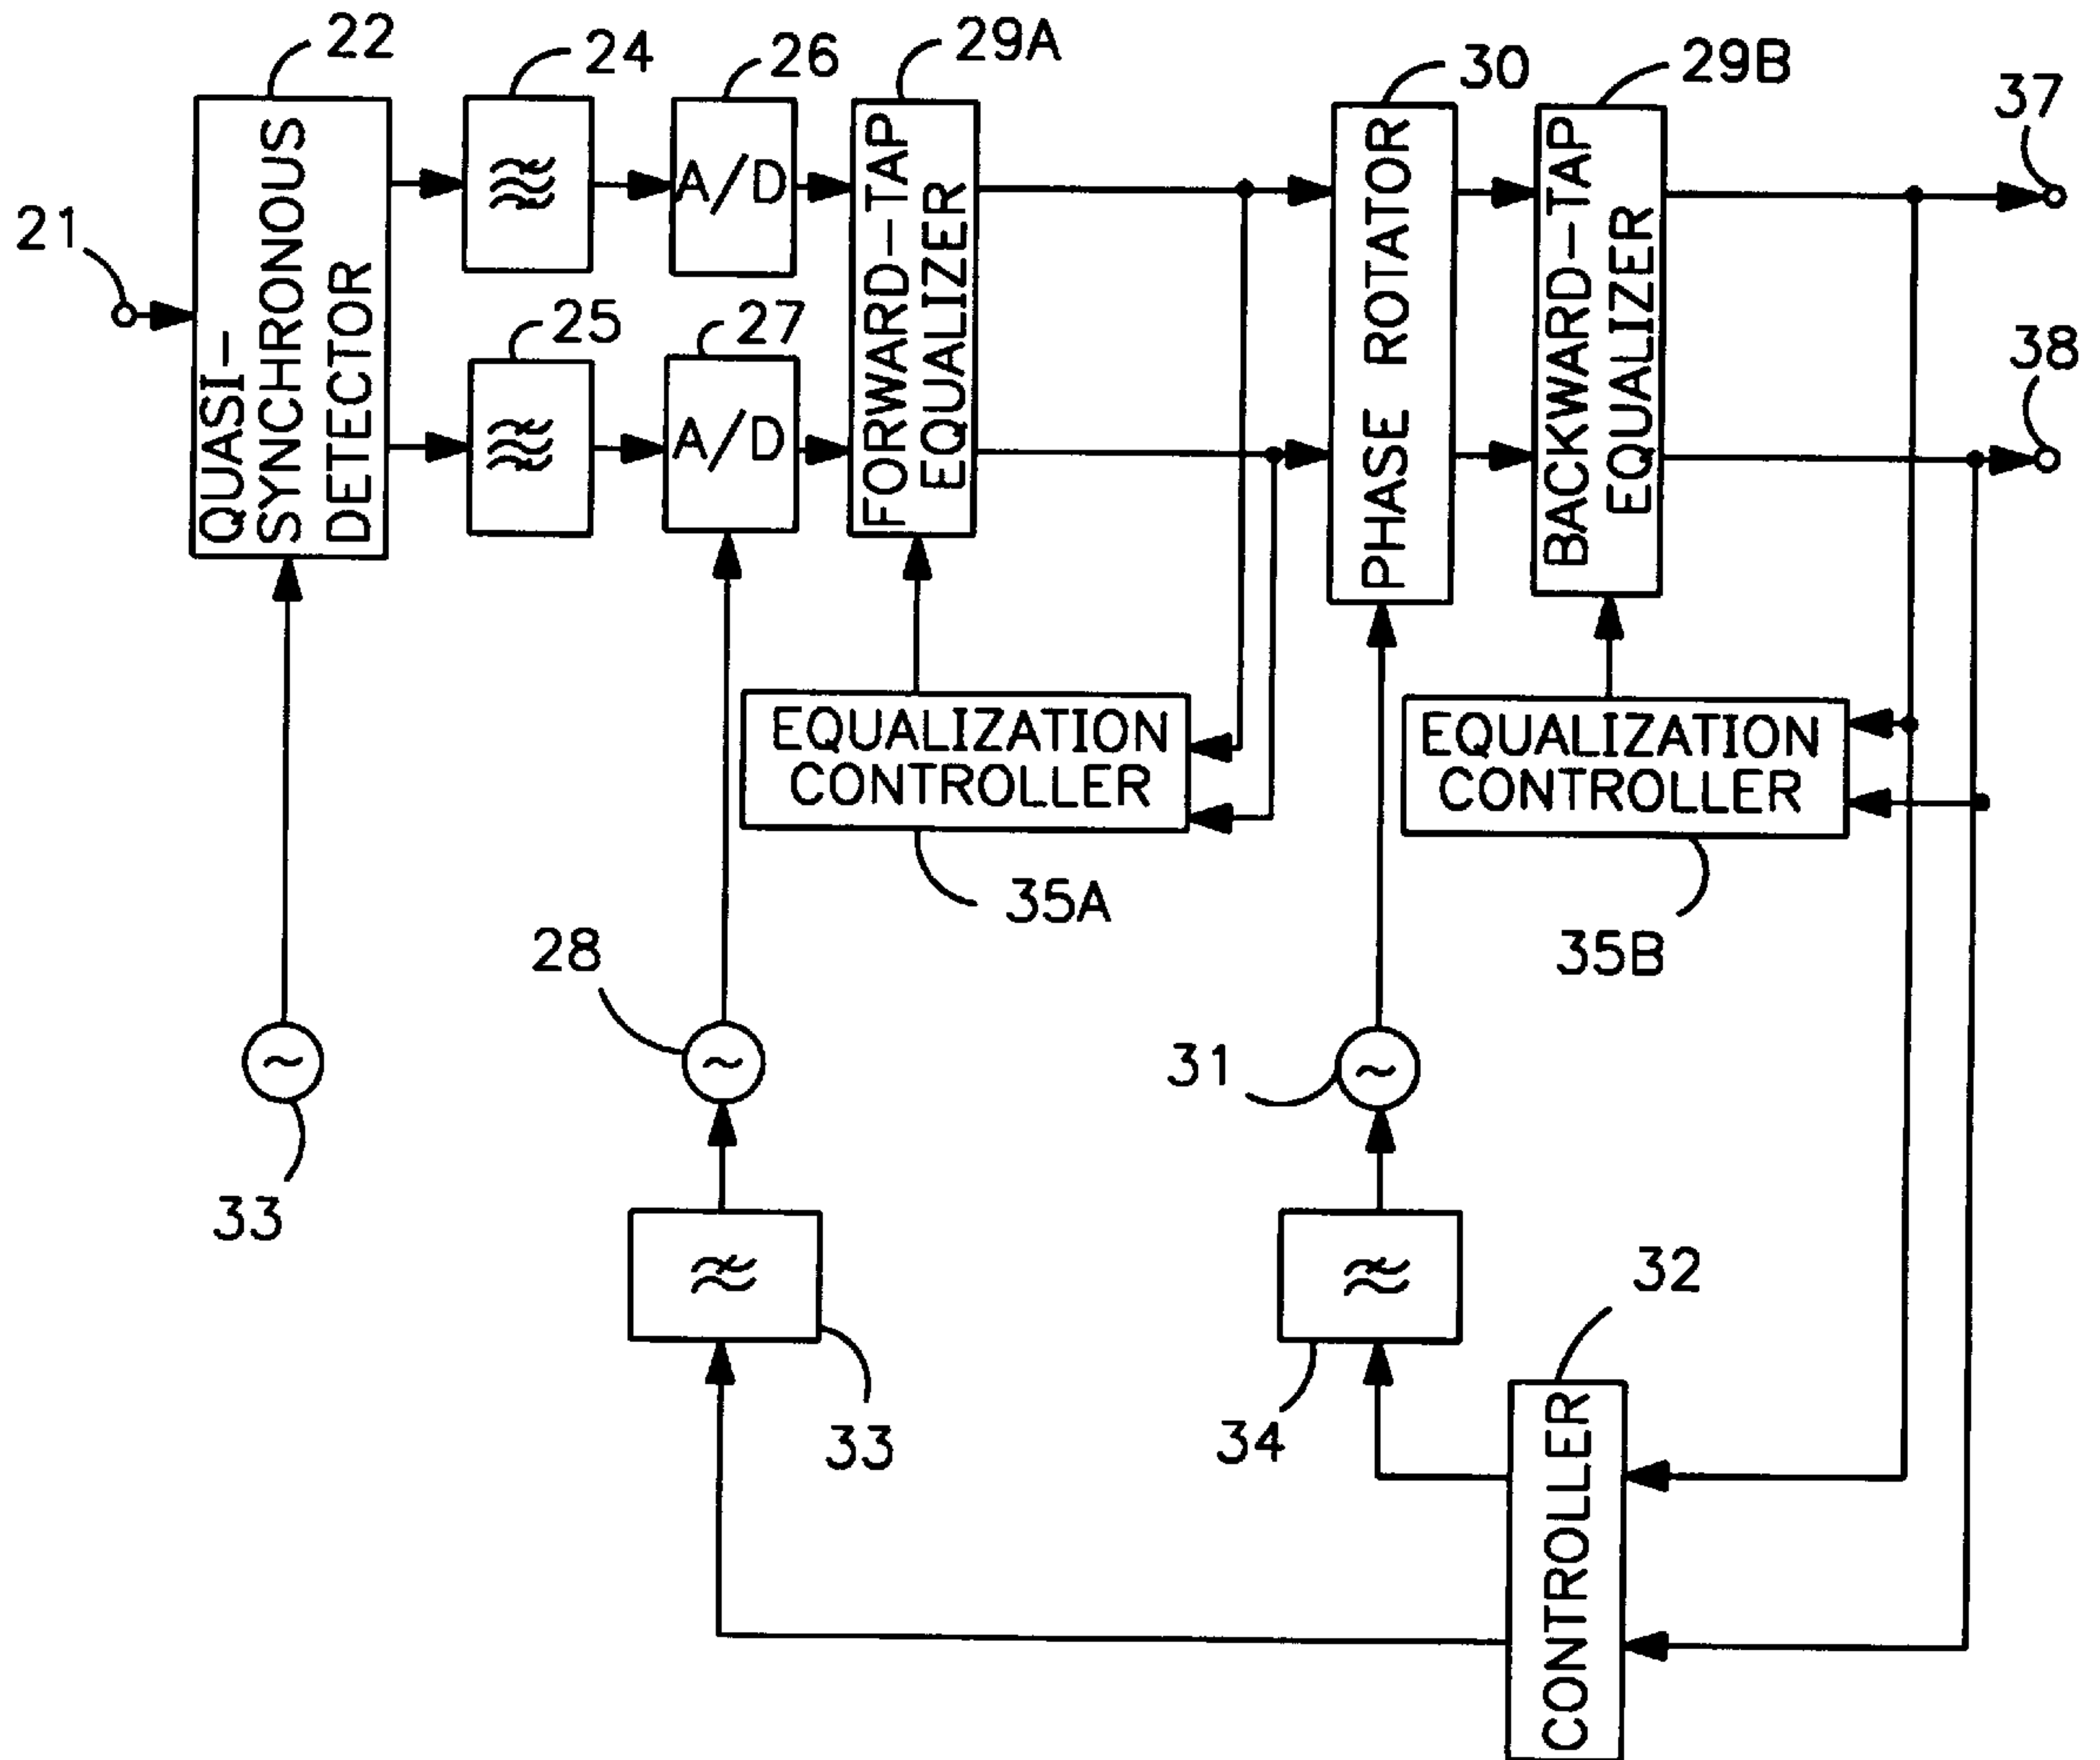 22
24
26
29A
30
29B
37
21
QUASI-
SYNCHRONOUS
DETECTOR
A/D
FORWARD-TAP
EQUALIZER
PHASE ROTATOR
BACKWARD-TAP
EQUALIZER
25
27
A/D
38
EQUALIZATION
CONTROLLER
EQUALIZATION
CONTROLLER
35A
35B
28
31
33
33
34
32
CONTROLLER